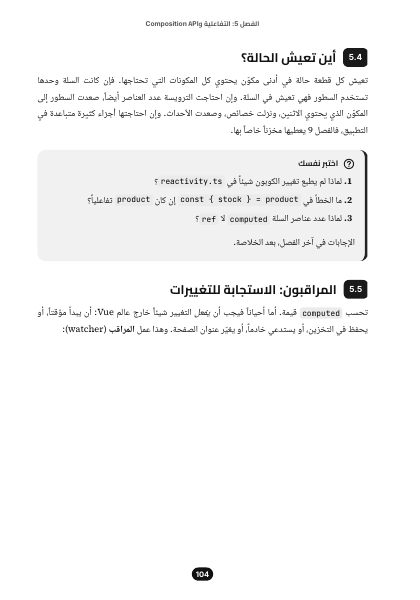 الفصل 5: التفاعلية وComposition API
5.4 أين تعيش الحالة؟
تعيش كل قطعة حالة في أدنى مكوّن يحتوي كل المكونات التي تحتاجها. فإن كانت السلة وحدها
تستخدم السطور فهي تعيش في السلة. وإن احتاجت الترويسة عدد العناصر أيضاً، صعدت السطور إلى
المكوّن الذي يحتوي الاثنين، ونزلت خصائص، وصعدت الأحداث. وإن احتاجتها أجزاء كثيرة متباعدة في
التطبيق، فالفصل 9 يعطيها مخزناً خاصاً بها.
اختبر نفسك
1. لماذا لم يطبع تغيير الكوبون شيئاً في reactivity.ts؟
2. ما الخطأ في const { stock } = product إن كان product تفاعلياً؟
3. لماذا عدد عناصر السلة computed لا ref؟
الإجابات في آخر الفصل، بعد الخلاصة.
5.5 المراقبون: الاستجابة للتغييرات
تحسب computed قيمة. أما أحياناً فيجب أن يفعل التغيير شيئاً خارج عالم Vue: أن يبدأ مؤقتاً، أو
يحفظ في التخزين، أو يستدعي خادماً، أو يغيّر عنوان الصفحة. وهذا عمل المراقب (watcher):
104